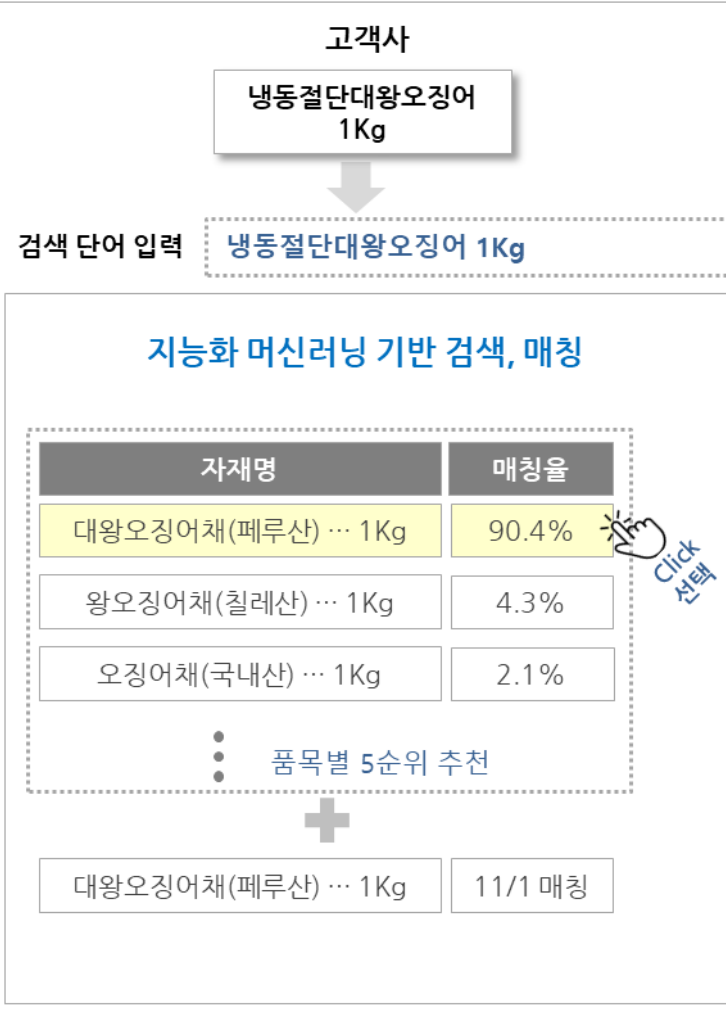 고객사
냉동절단대왕오징어
1Kg
검색 단어 입력
냉동절단대왕오징어 1Kg
지능화 머신러닝 기반 검색, 매칭
자재명 매칭율
대왕오징어채(페루산) ··· 1Kg 90.4%
Click
선택
왕오징어채(칠레산) ··· 1Kg 4.3%
오징어채(국내산) ··· 1Kg 2.1%
품목별 5순위 추천
대왕오징어채(페루산) ··· 1Kg 11/1 매칭